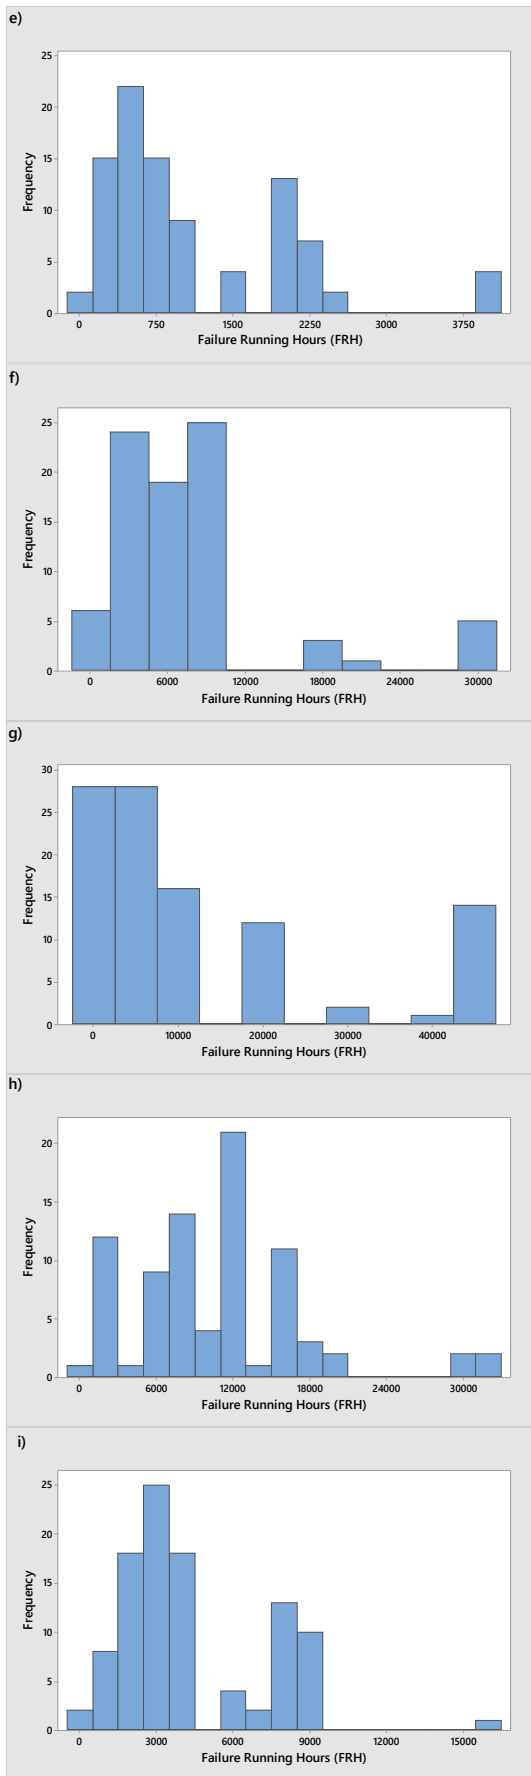 e)
25
20
15
10
5
0
Frequency
0 750 1500 2250 3000 3750
Failure Running Hours (FRH)
f)
25
20
15
10
5
0
Frequency
0 6000 12000 18000 24000 30000
Failure Running Hours (FRH)
g)
30
25
20
15
10
5
0
Frequency
0 10000 20000 30000 40000
Failure Running Hours (FRH)
h)
20
15
10
5
0
Frequency
0 6000 12000 18000 24000 30000
Failure Running Hours (FRH)
i)
25
20
15
10
5
0
Frequency
0 3000 6000 9000 12000 15000
Failure Running Hours (FRH)